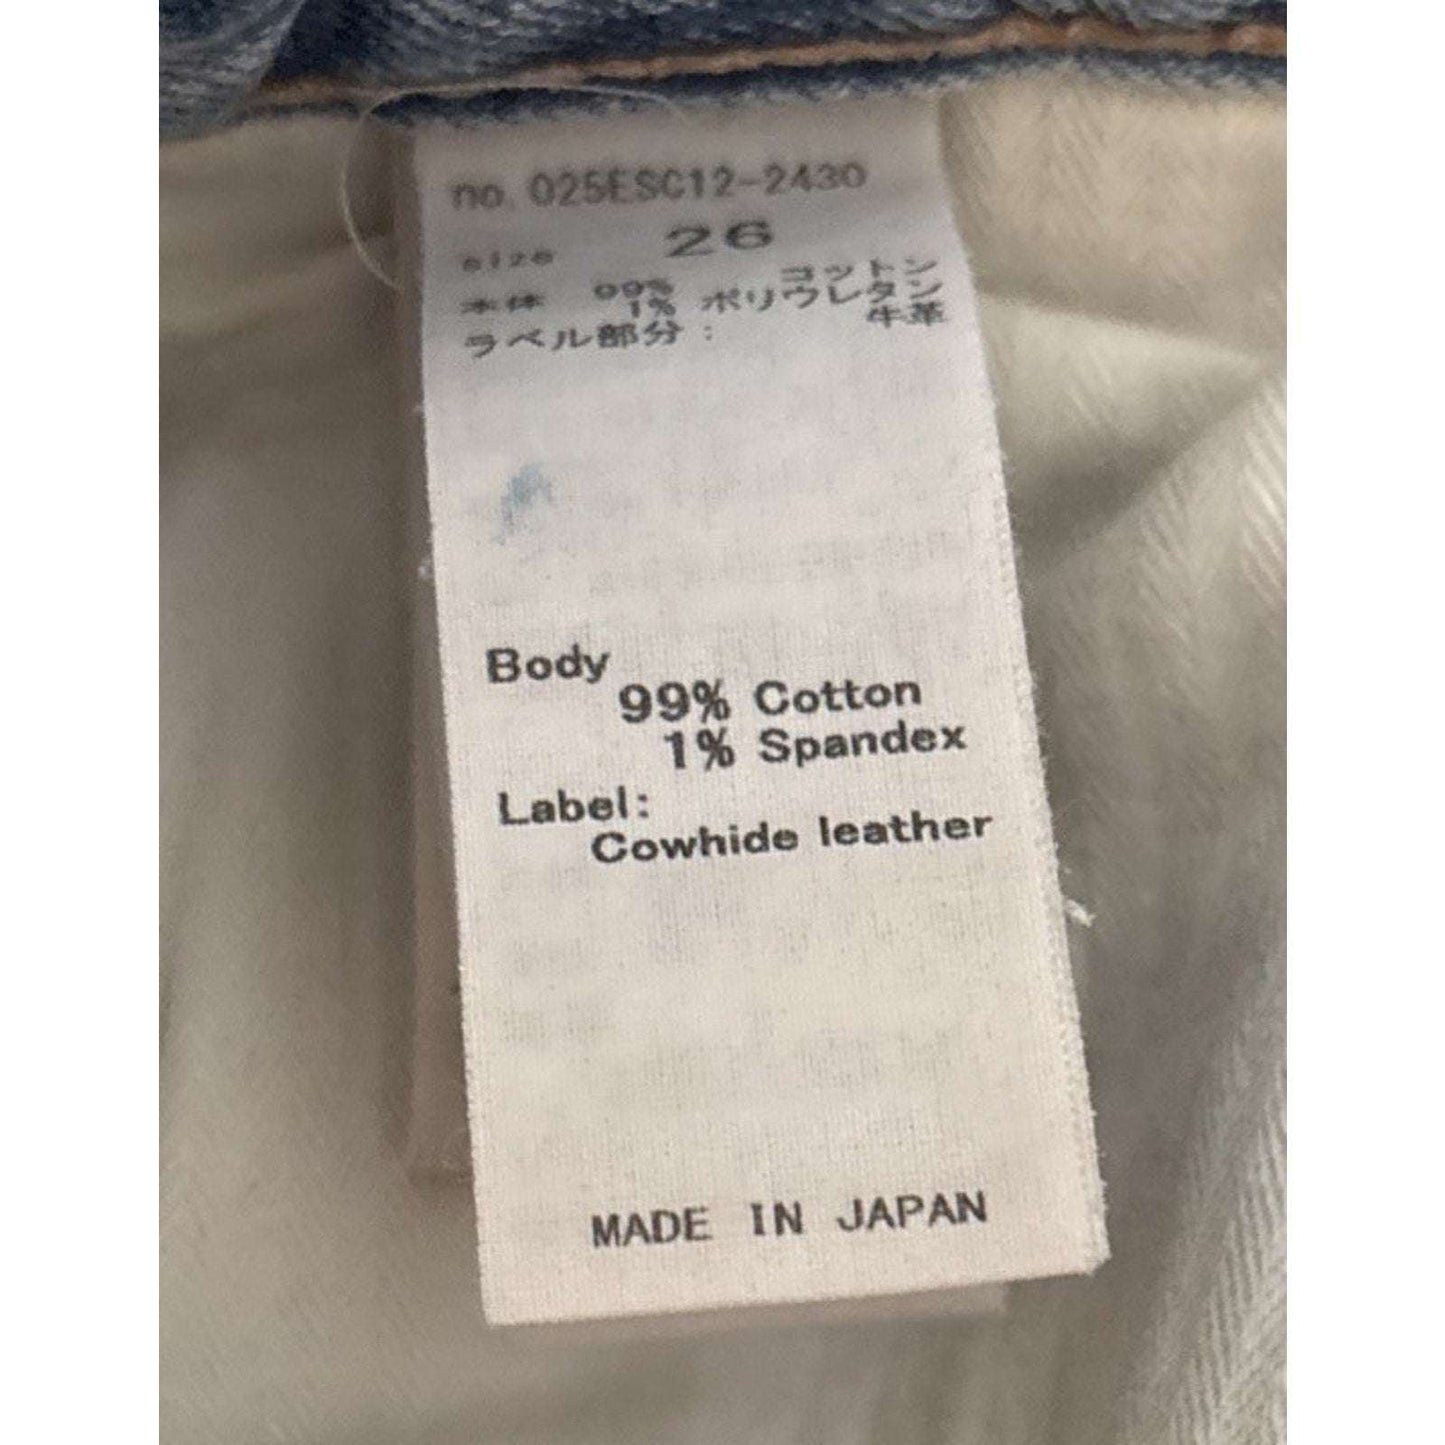 no. 025ESC12-2430
size 26
本体 99% コットン
1% ポリウレタン
ラベル部分: 牛革
Body
99% Cotton
1% Spandex
Label:
Cowhide leather
MADE IN JAPAN